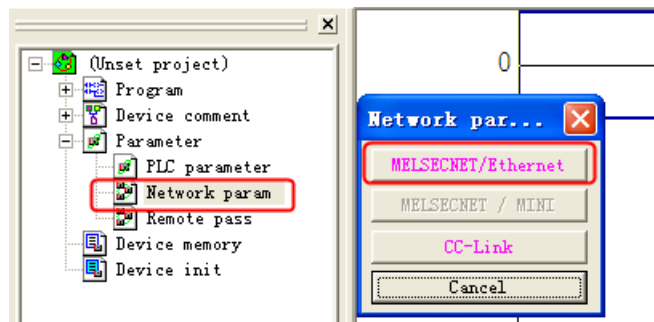 (Unset project)
Program
Device comment
Parameter
PLC parameter
Network param
Remote pass
Device memory
Device init
0
Network par...
MELSECNET/Ethernet
MELSECNET / MINI
CC-Link
Cancel